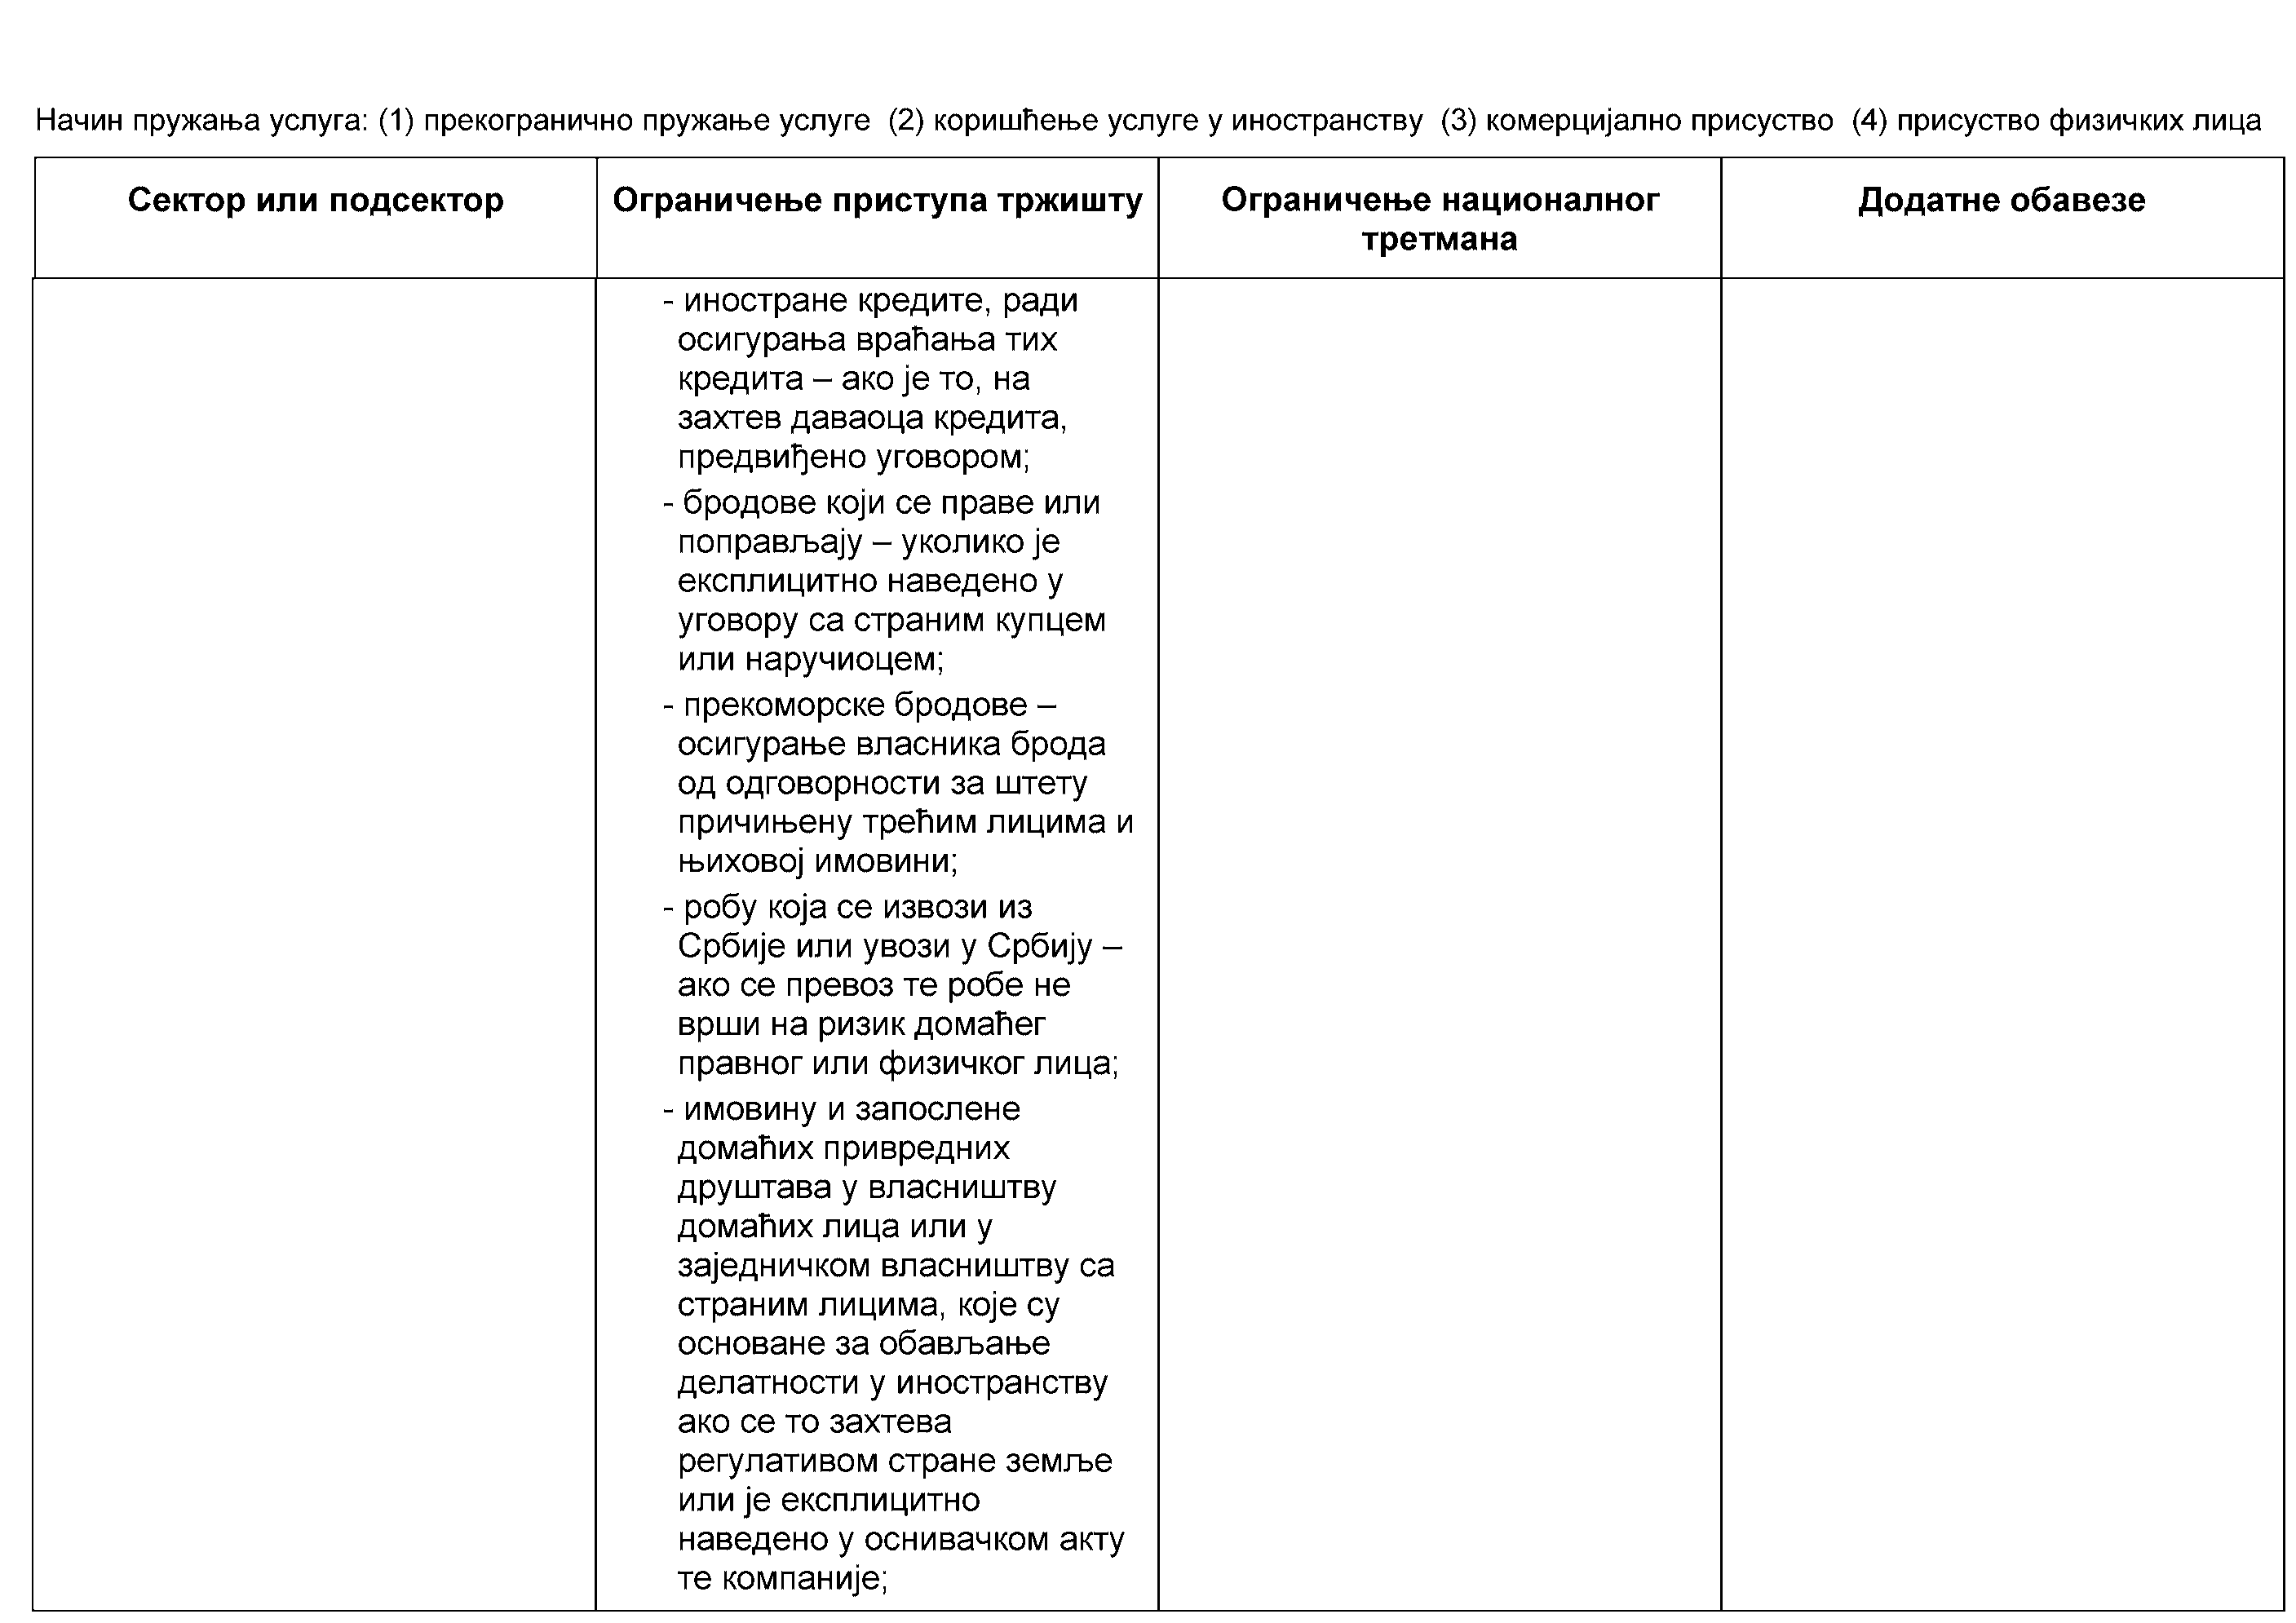 Начин пружања услуга: (1) прекогранично пружање услуге (2) коришћење услуге у иностранству (3) комерцијално присуство (4) присуство физичких лица
Сектор или подсектор
Ограничење приступа тржишту
Ограничење националног
третмана
Додатне обавезе
- иностране кредите, ради
осигурања враћања тих
кредита – ако је то, на
захтев даваоца кредита,
предвиђено уговором;
- бродове који се праве или
поправљају – уколико је
експлицитно наведено у
уговору са страним купцем
или наручиоцем;
- прекоморске бродове –
осигурање власника брода
од одговорности за штету
причињену трећим лицима и
њиховој имовини;
- робу која се извози из
Србије или увози у Србију –
ако се превоз те робе не
врши на ризик домаћег
правног или физичког лица;
- имовину и запослене
домаћих привредних
друштава у власништву
домаћих лица или у
заједничком власништву са
страним лицима, које су
основане за обављање
делатности у иностранству
ако се то захтева
регулативом стране земље
или је експлицитно
наведено у оснивачком акту
те компаније;